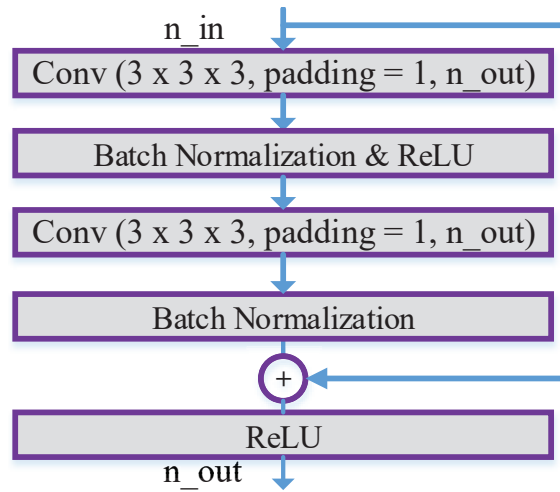 n_in
Conv (3 x 3 x 3, padding = 1, n_out)
Batch Normalization & ReLU
Conv (3 x 3 x 3, padding = 1, n_out)
Batch Normalization
+
ReLU
n_out